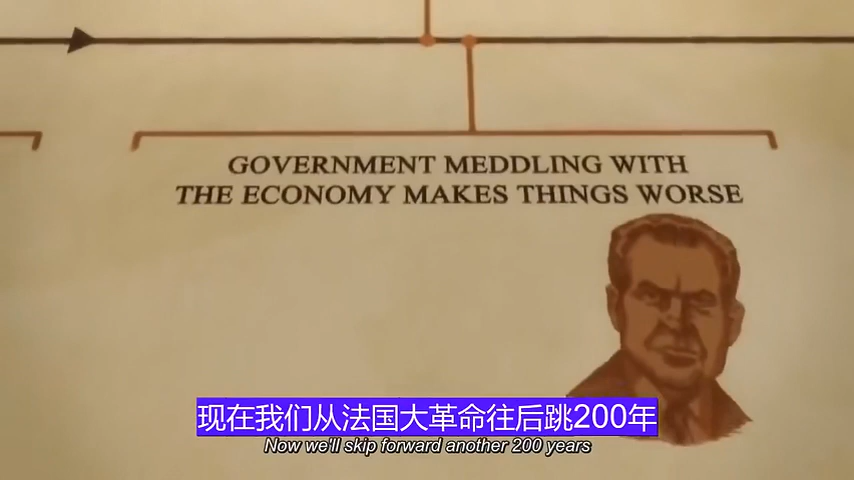 GOVERNMENT MEDDLING WITH
THE ECONOMY MAKES THINGS WORSE
现在我们从法国大革命往后跳200年
Now we'll skip forward another 200 years